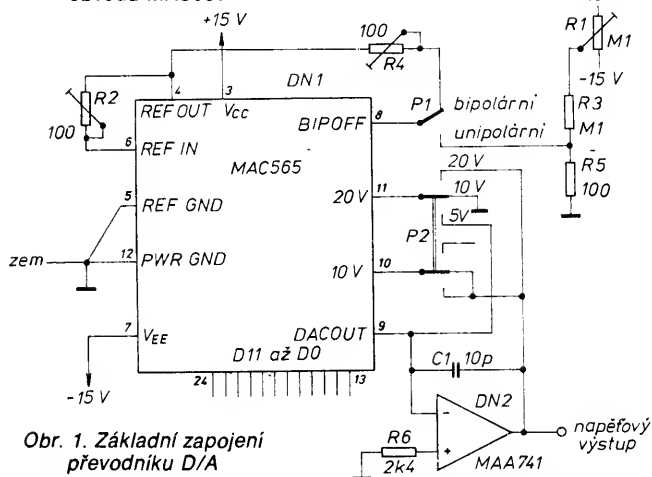 +15 V
100
R4
R1
M1
-15 V
R2
100
4
3
DN1
REF OUT
VCC
P1
bipolární
unipolární
R3
M1
BIPOFF
8
6
REF IN
MAC565
20 V
10 V
5V
R5
100
5
REF GND
20V
11
P2
zem
12
PWR GND
10 V
10
7
VEE
DACOUT
9
-15 V
D11 až D0
24
13
C1
10p
DN2
-
+
R6
2k4
MAA741
napěťový
výstup
Obr. 1. Základní zapojení
převodníku D/A